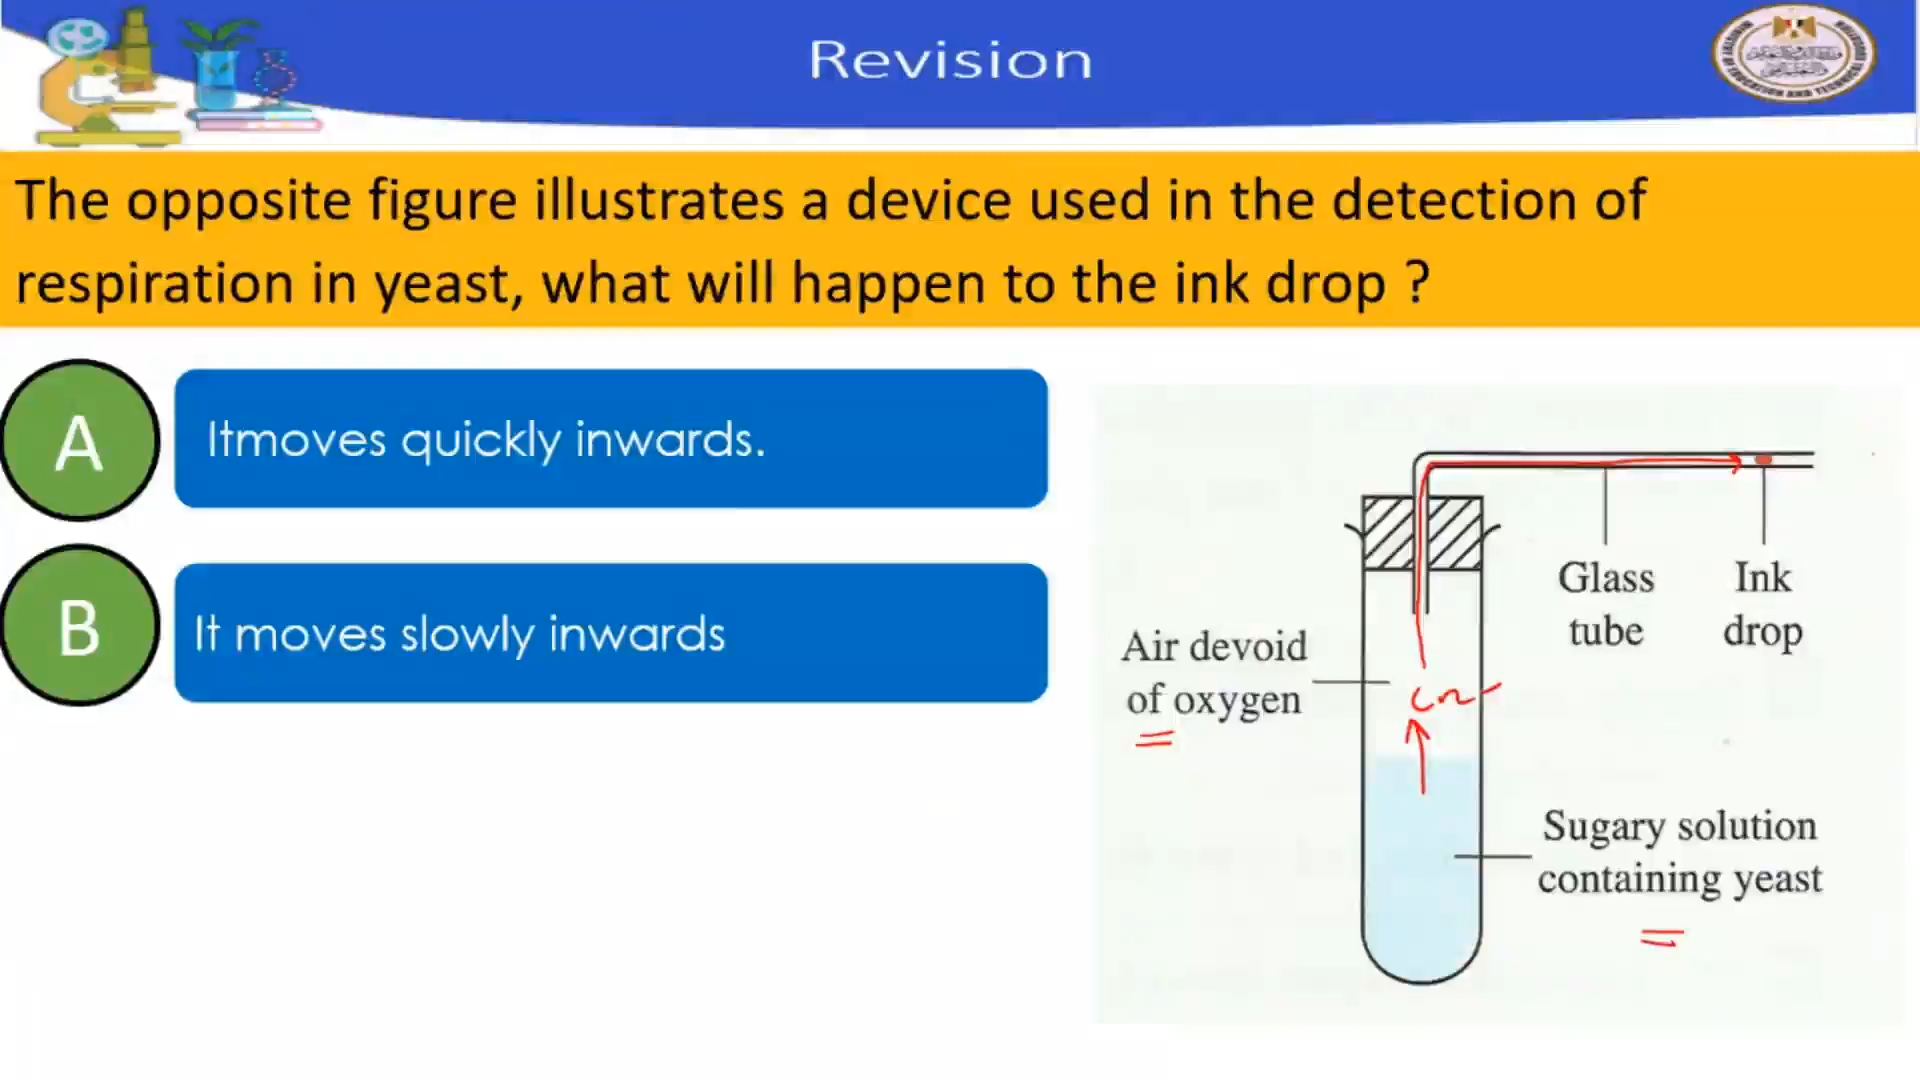 Revision
The opposite figure illustrates a device used in the detection of
respiration in yeast, what will happen to the ink drop ?
A
Itmoves quickly inwards.
B
It moves slowly inwards
Glass
tube
Ink
drop
Air devoid
of oxygen
Sugary solution
containing yeast